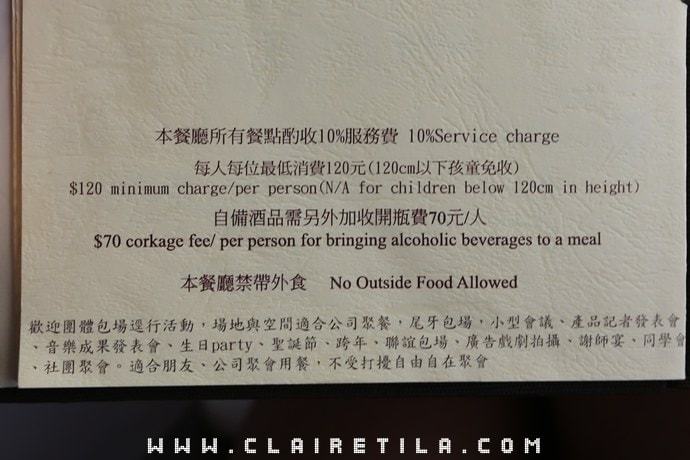 本餐廳所有餐點酌收10%服務費 10%Service charge
每人每位最低消費120元(120cm以下孩童免收)
$120 minimum charge/per person(N/A for children below 120cm in height)
自備酒品需另外加收開瓶費70元/人
$70 corkage fee/ per person for bringing alcoholic beverages to a meal
本餐廳禁帶外食 No Outside Food Allowed
歡迎團體包場逕行活動，場地與空間適合公司聚餐，尾牙包場，小型會議、產品記者發表會
、音樂成果發表會、生日party、聖誕節、跨年、聯誼包場、廣告戲劇拍攝、謝師宴、同學會
、社團聚會。適合朋友、公司聚會用餐，不受打擾自由自在聚會
WWW.CLAIRETILA.COM